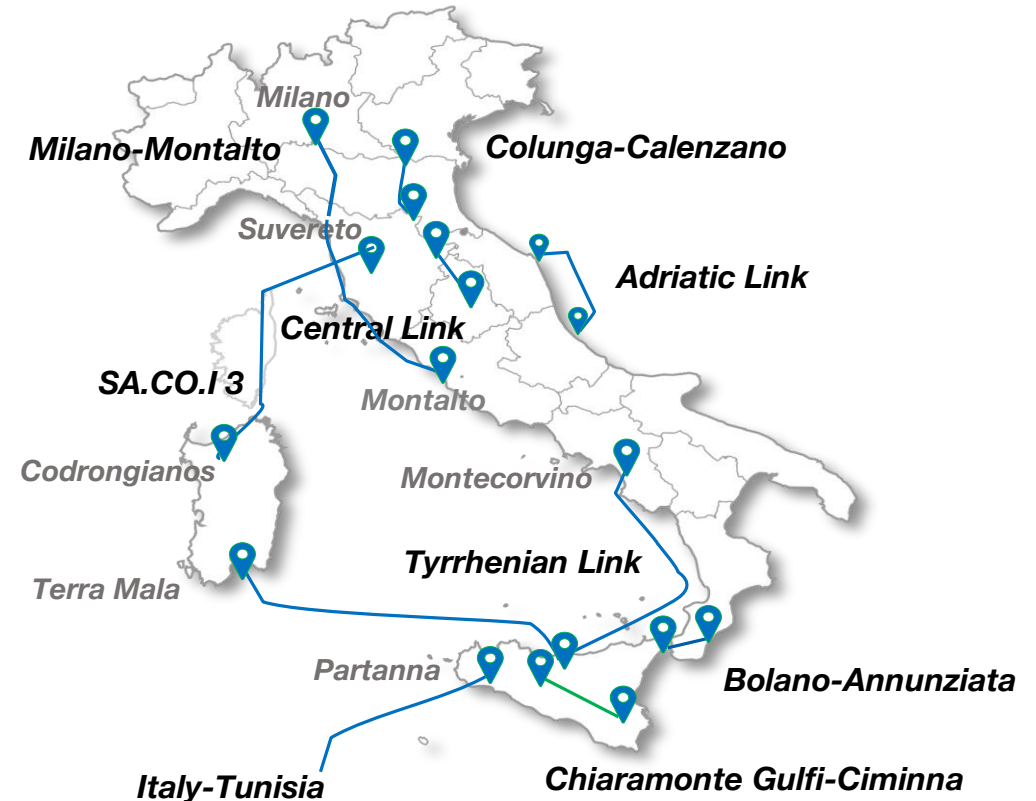 Milano
Milano-Montalto
Colunga-Calenzano
Suvereto
Adriatic Link
Central Link
SA.CO.I 3
Montalto
Codrongianos
Montecorvino
Tyrrhenian Link
Terra Mala
Partanna
Bolano-Annunziata
Italy-Tunisia
Chiaramonte Gulfi-Ciminna